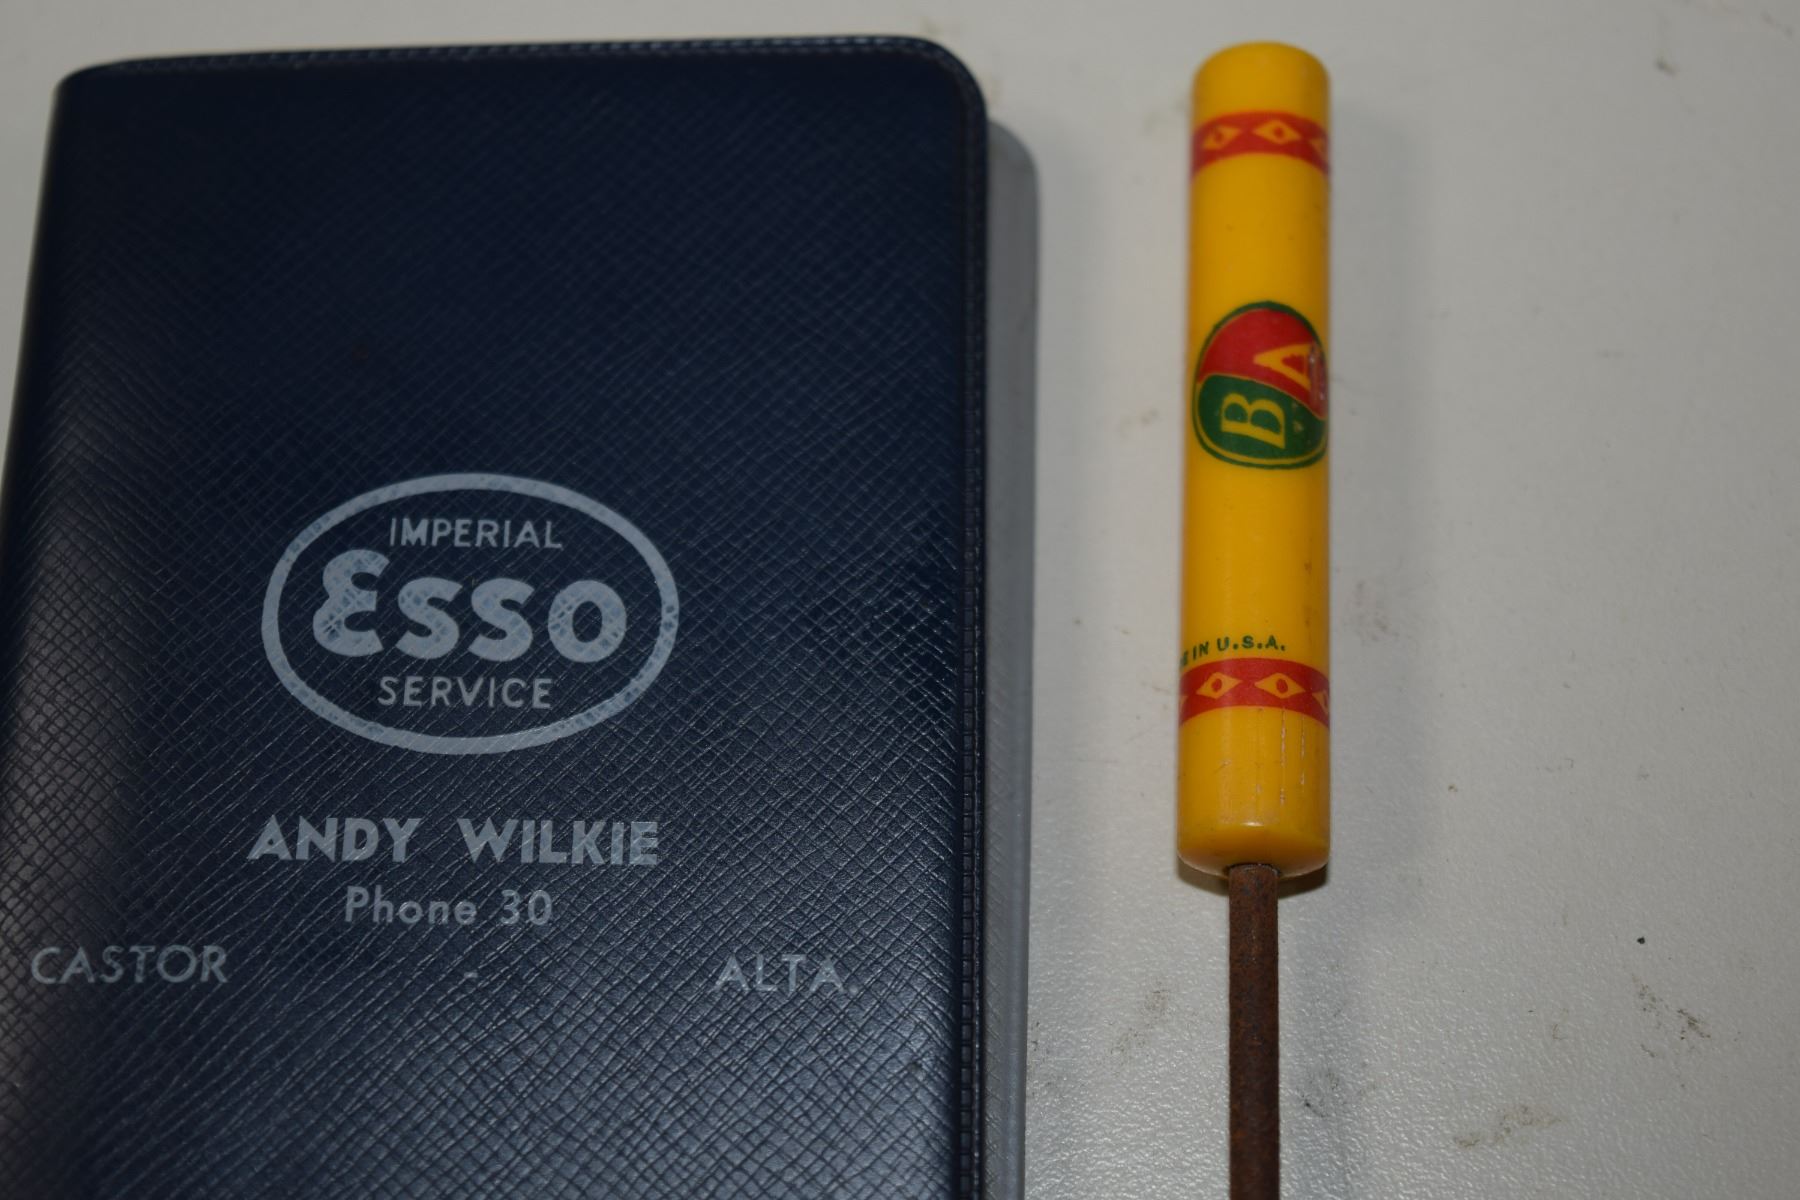 IMPERIAL
Esso
SERVICE
ANDY WILKIE
Phone 30
CASTOR - ALTA.
BA
IN U.S.A.